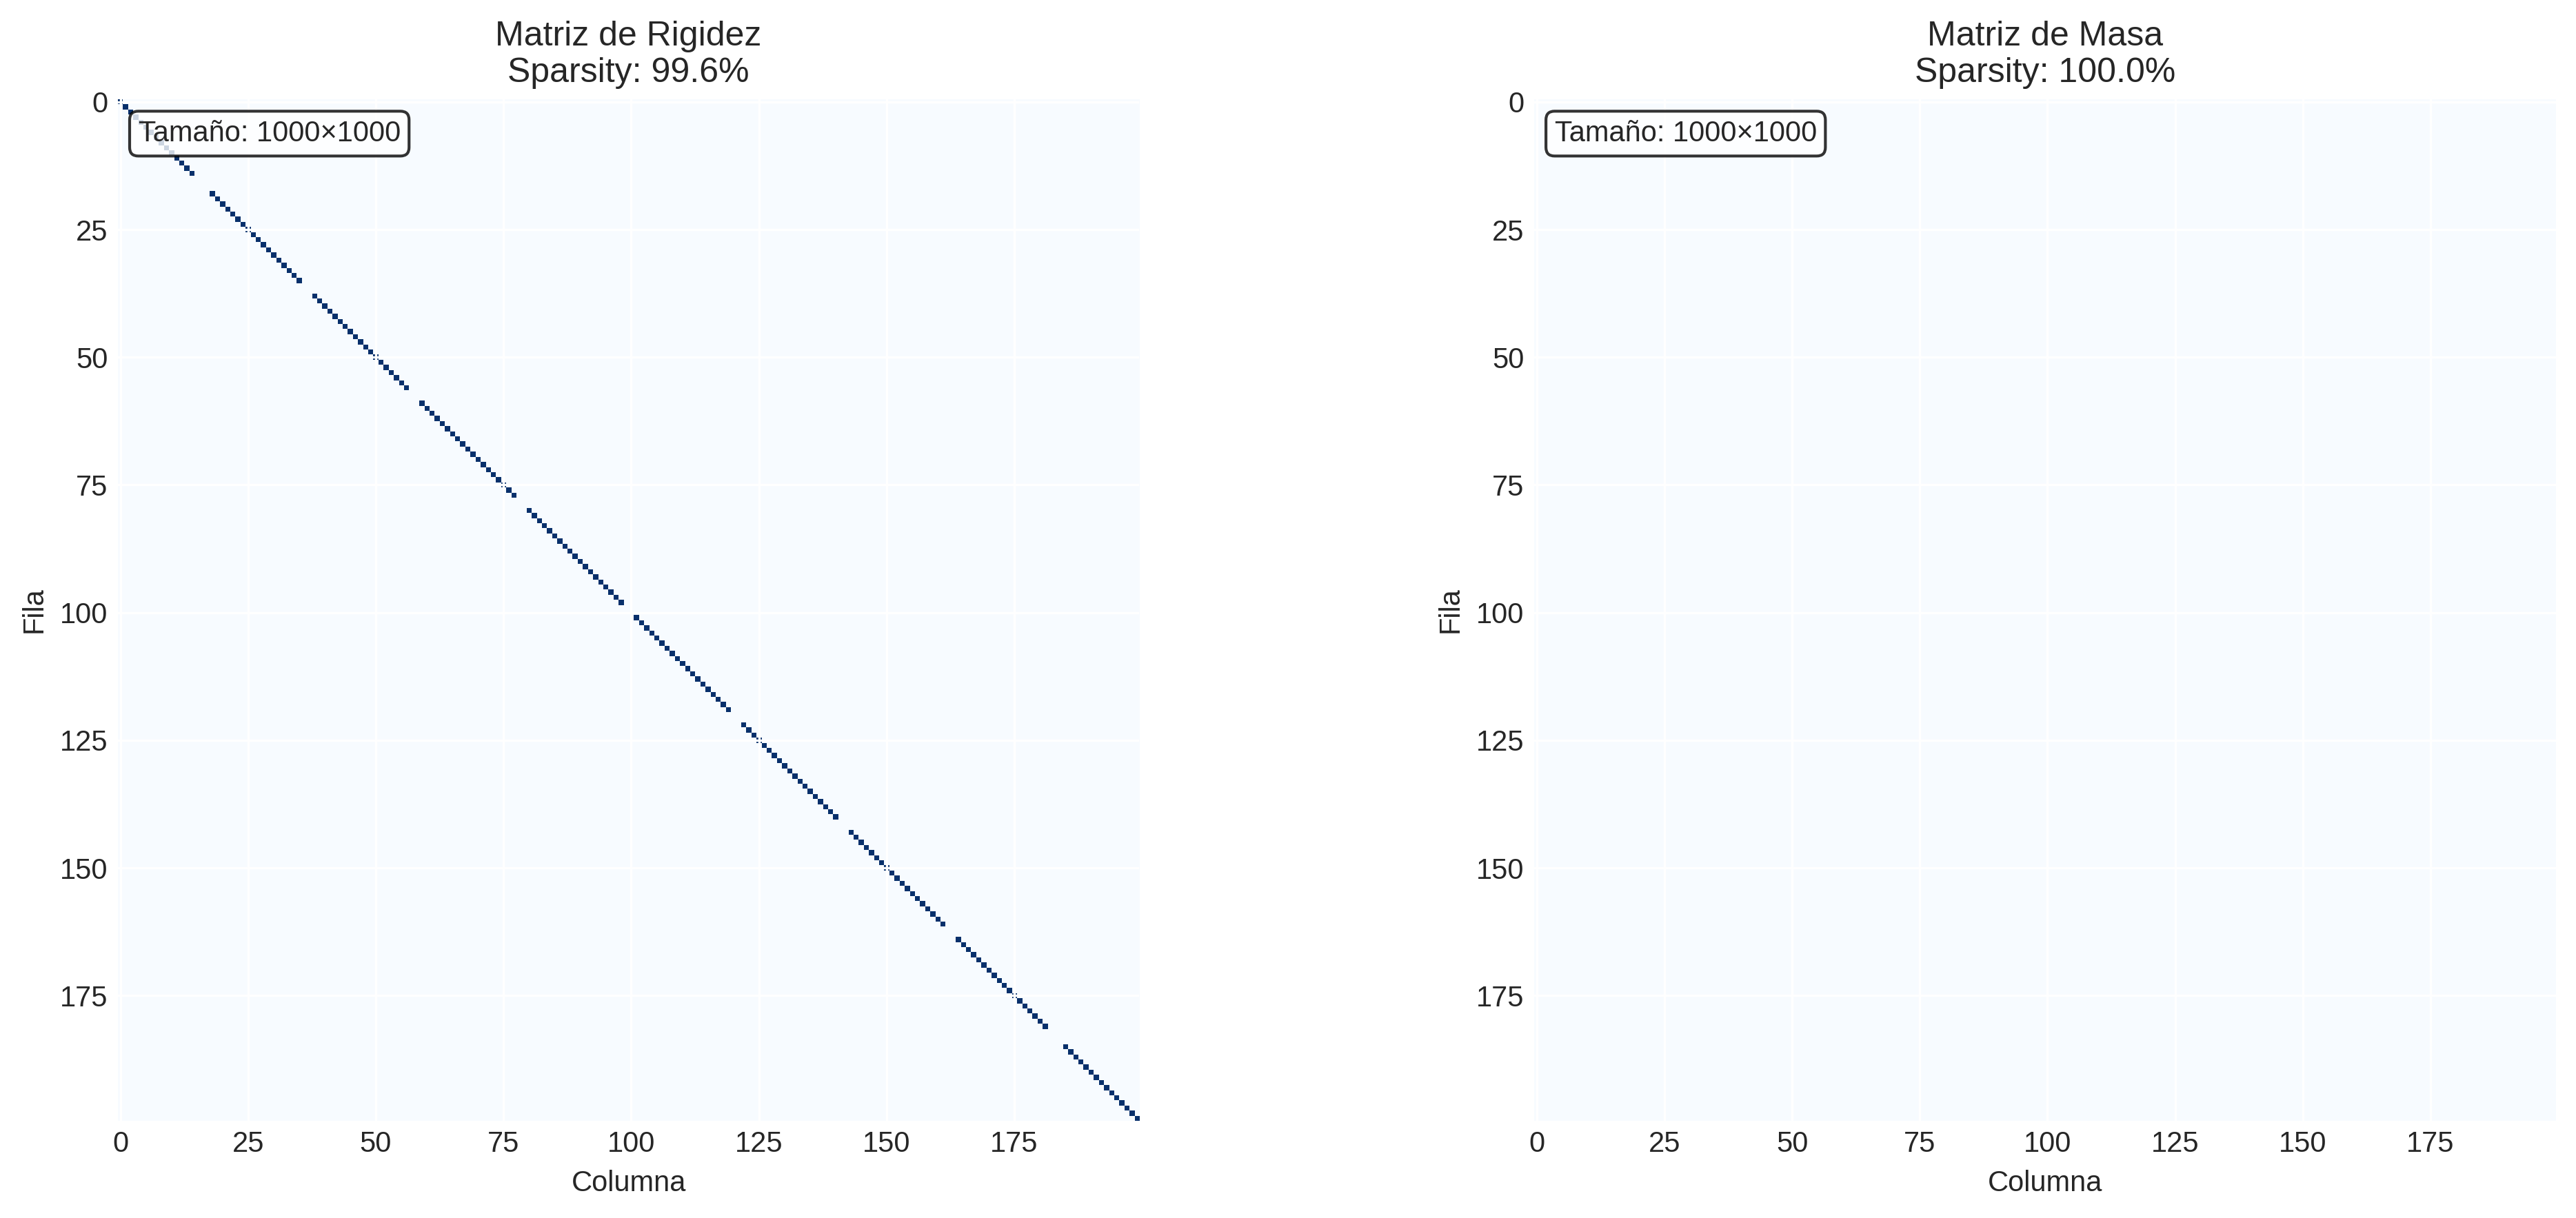 Matriz de Rigidez
Sparsity: 99.6%
Tamaño: 1000×1000
0
25
50
75
100
125
150
175
Fila
0 25 50 75 100 125 150 175
Columna
Matriz de Masa
Sparsity: 100.0%
Tamaño: 1000×1000
0
25
50
75
100
125
150
175
Fila
0 25 50 75 100 125 150 175
Columna